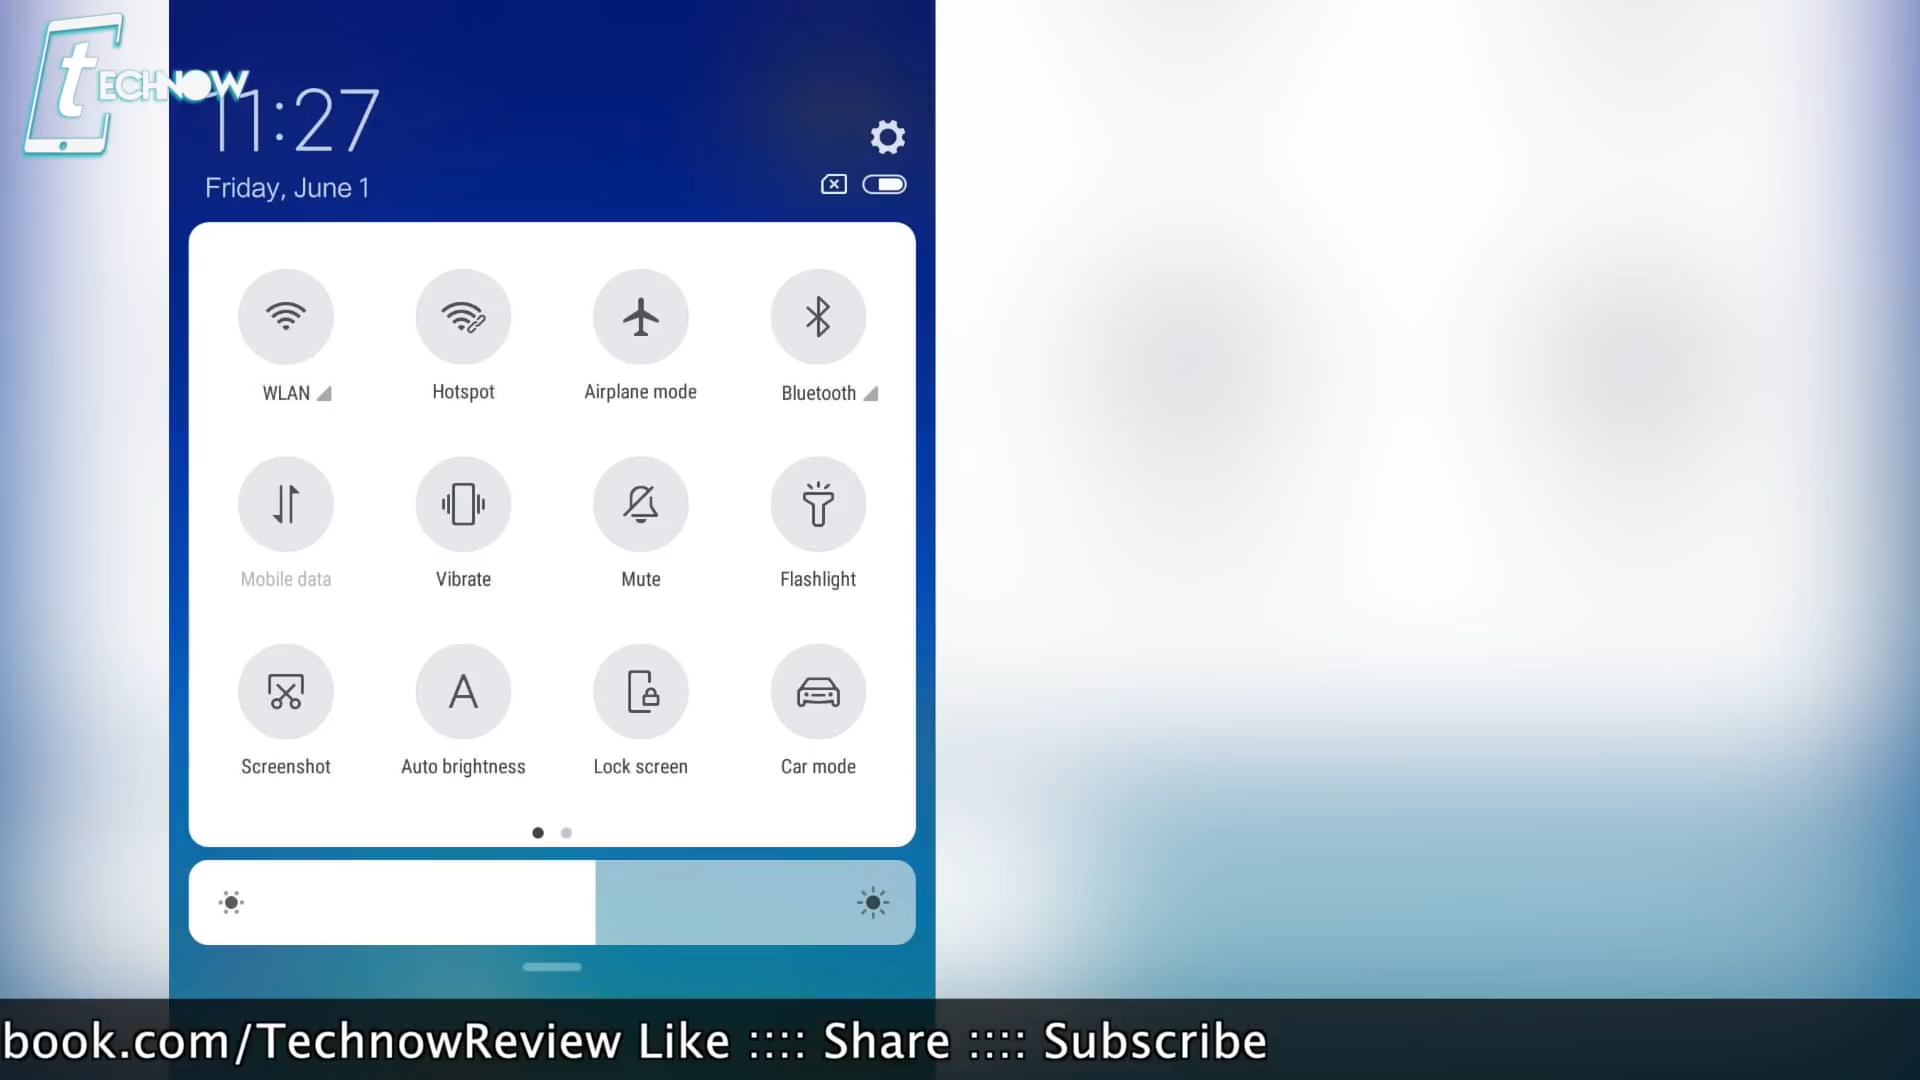 tECHNOW
11:27
Friday, June 1
WLAN Hotspot Airplane mode Bluetooth
Mobile data Vibrate Mute Flashlight
A
Screenshot Auto brightness Lock screen Car mode
book.com/TechnowReview Like :::: Share :::: Subscribe